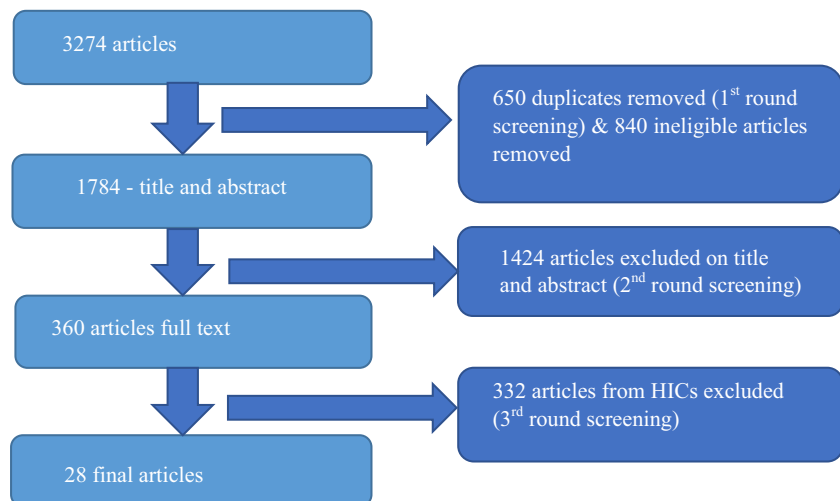 3274 articles
650 duplicates removed (1st round
screening) & 840 ineligible articles
removed
1784 - title and abstract
1424 articles excluded on title
and abstract (2nd round screening)
360 articles full text
332 articles from HICs excluded
(3rd round screening)
28 final articles